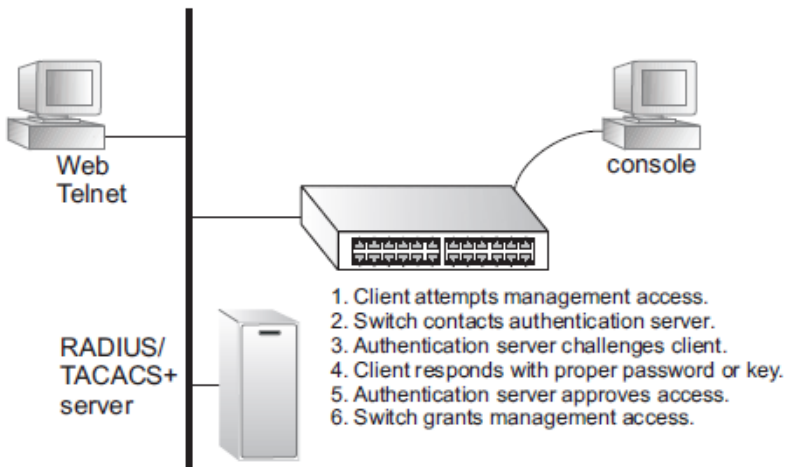 Web
Telnet
console
RADIUS/
TACACS+
server
1. Client attempts management access.
2. Switch contacts authentication server.
3. Authentication server challenges client.
4. Client responds with proper password or key.
5. Authentication server approves access.
6. Switch grants management access.